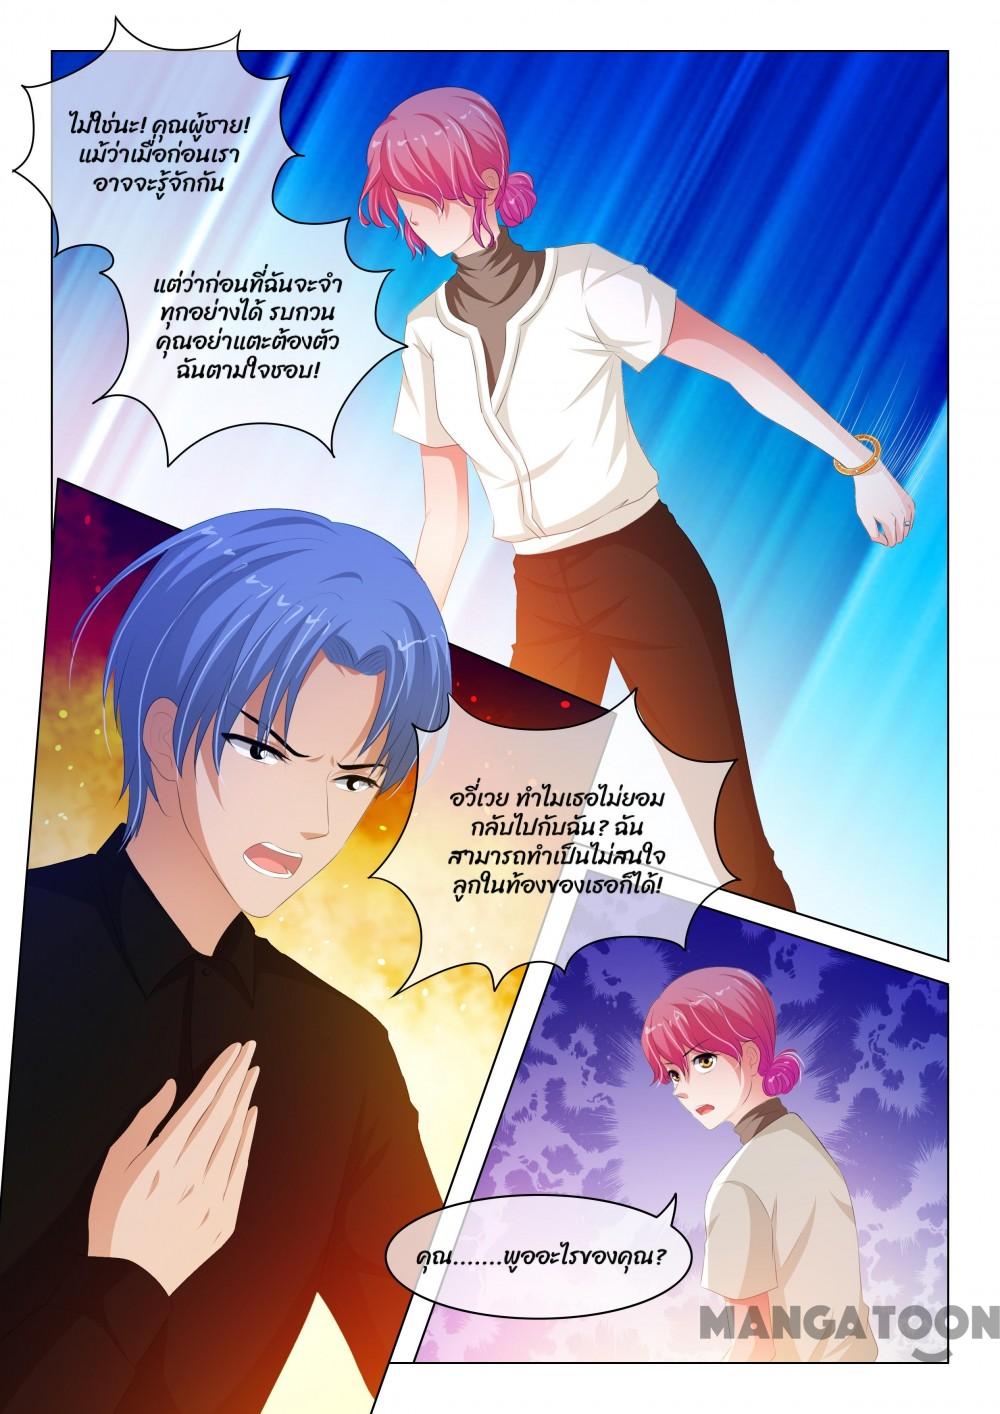 ไม่ใช่นะ! คุณผู้ชาย!
แม้ว่าเมื่อก่อนเรา
อาจจะรู้จักกัน
แต่ว่าก่อนที่ฉันจะจำ
ทุกอย่างได้ รบกวน
คุณอย่าแตะต้องตัว
ฉันตามใจชอบ!
อวี่เวย ทำไมเธอไม่ยอม
กลับไปกับฉัน? ฉัน
สามารถทำเป็นไม่สนใจ
ลูกในท้องของเธอก็ได้!
คุณ.......พูออะไรของคุณ?
MANGATOON